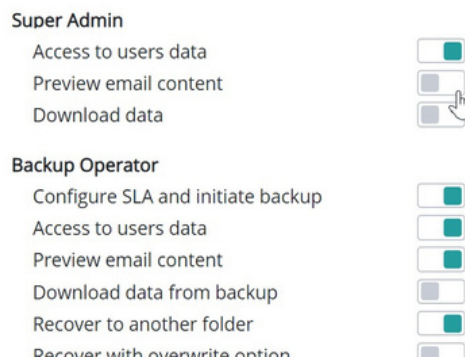 Super Admin
Access to users data
Preview email content
Download data
Backup Operator
Configure SLA and initiate backup
Access to users data
Preview email content
Download data from backup
Recover to another folder
Recover with overwrite option